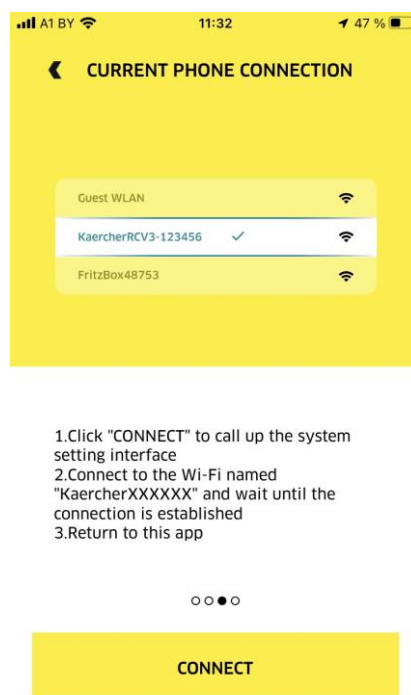 A1 BY 11:32 47 %
CURRENT PHONE CONNECTION
Guest WLAN
KaercherRCV3-123456
FritzBox48753
1.Click "CONNECT" to call up the system
setting interface
2.Connect to the Wi-Fi named
"KaercherXXXXXX" and wait until the
connection is established
3.Return to this app
CONNECT